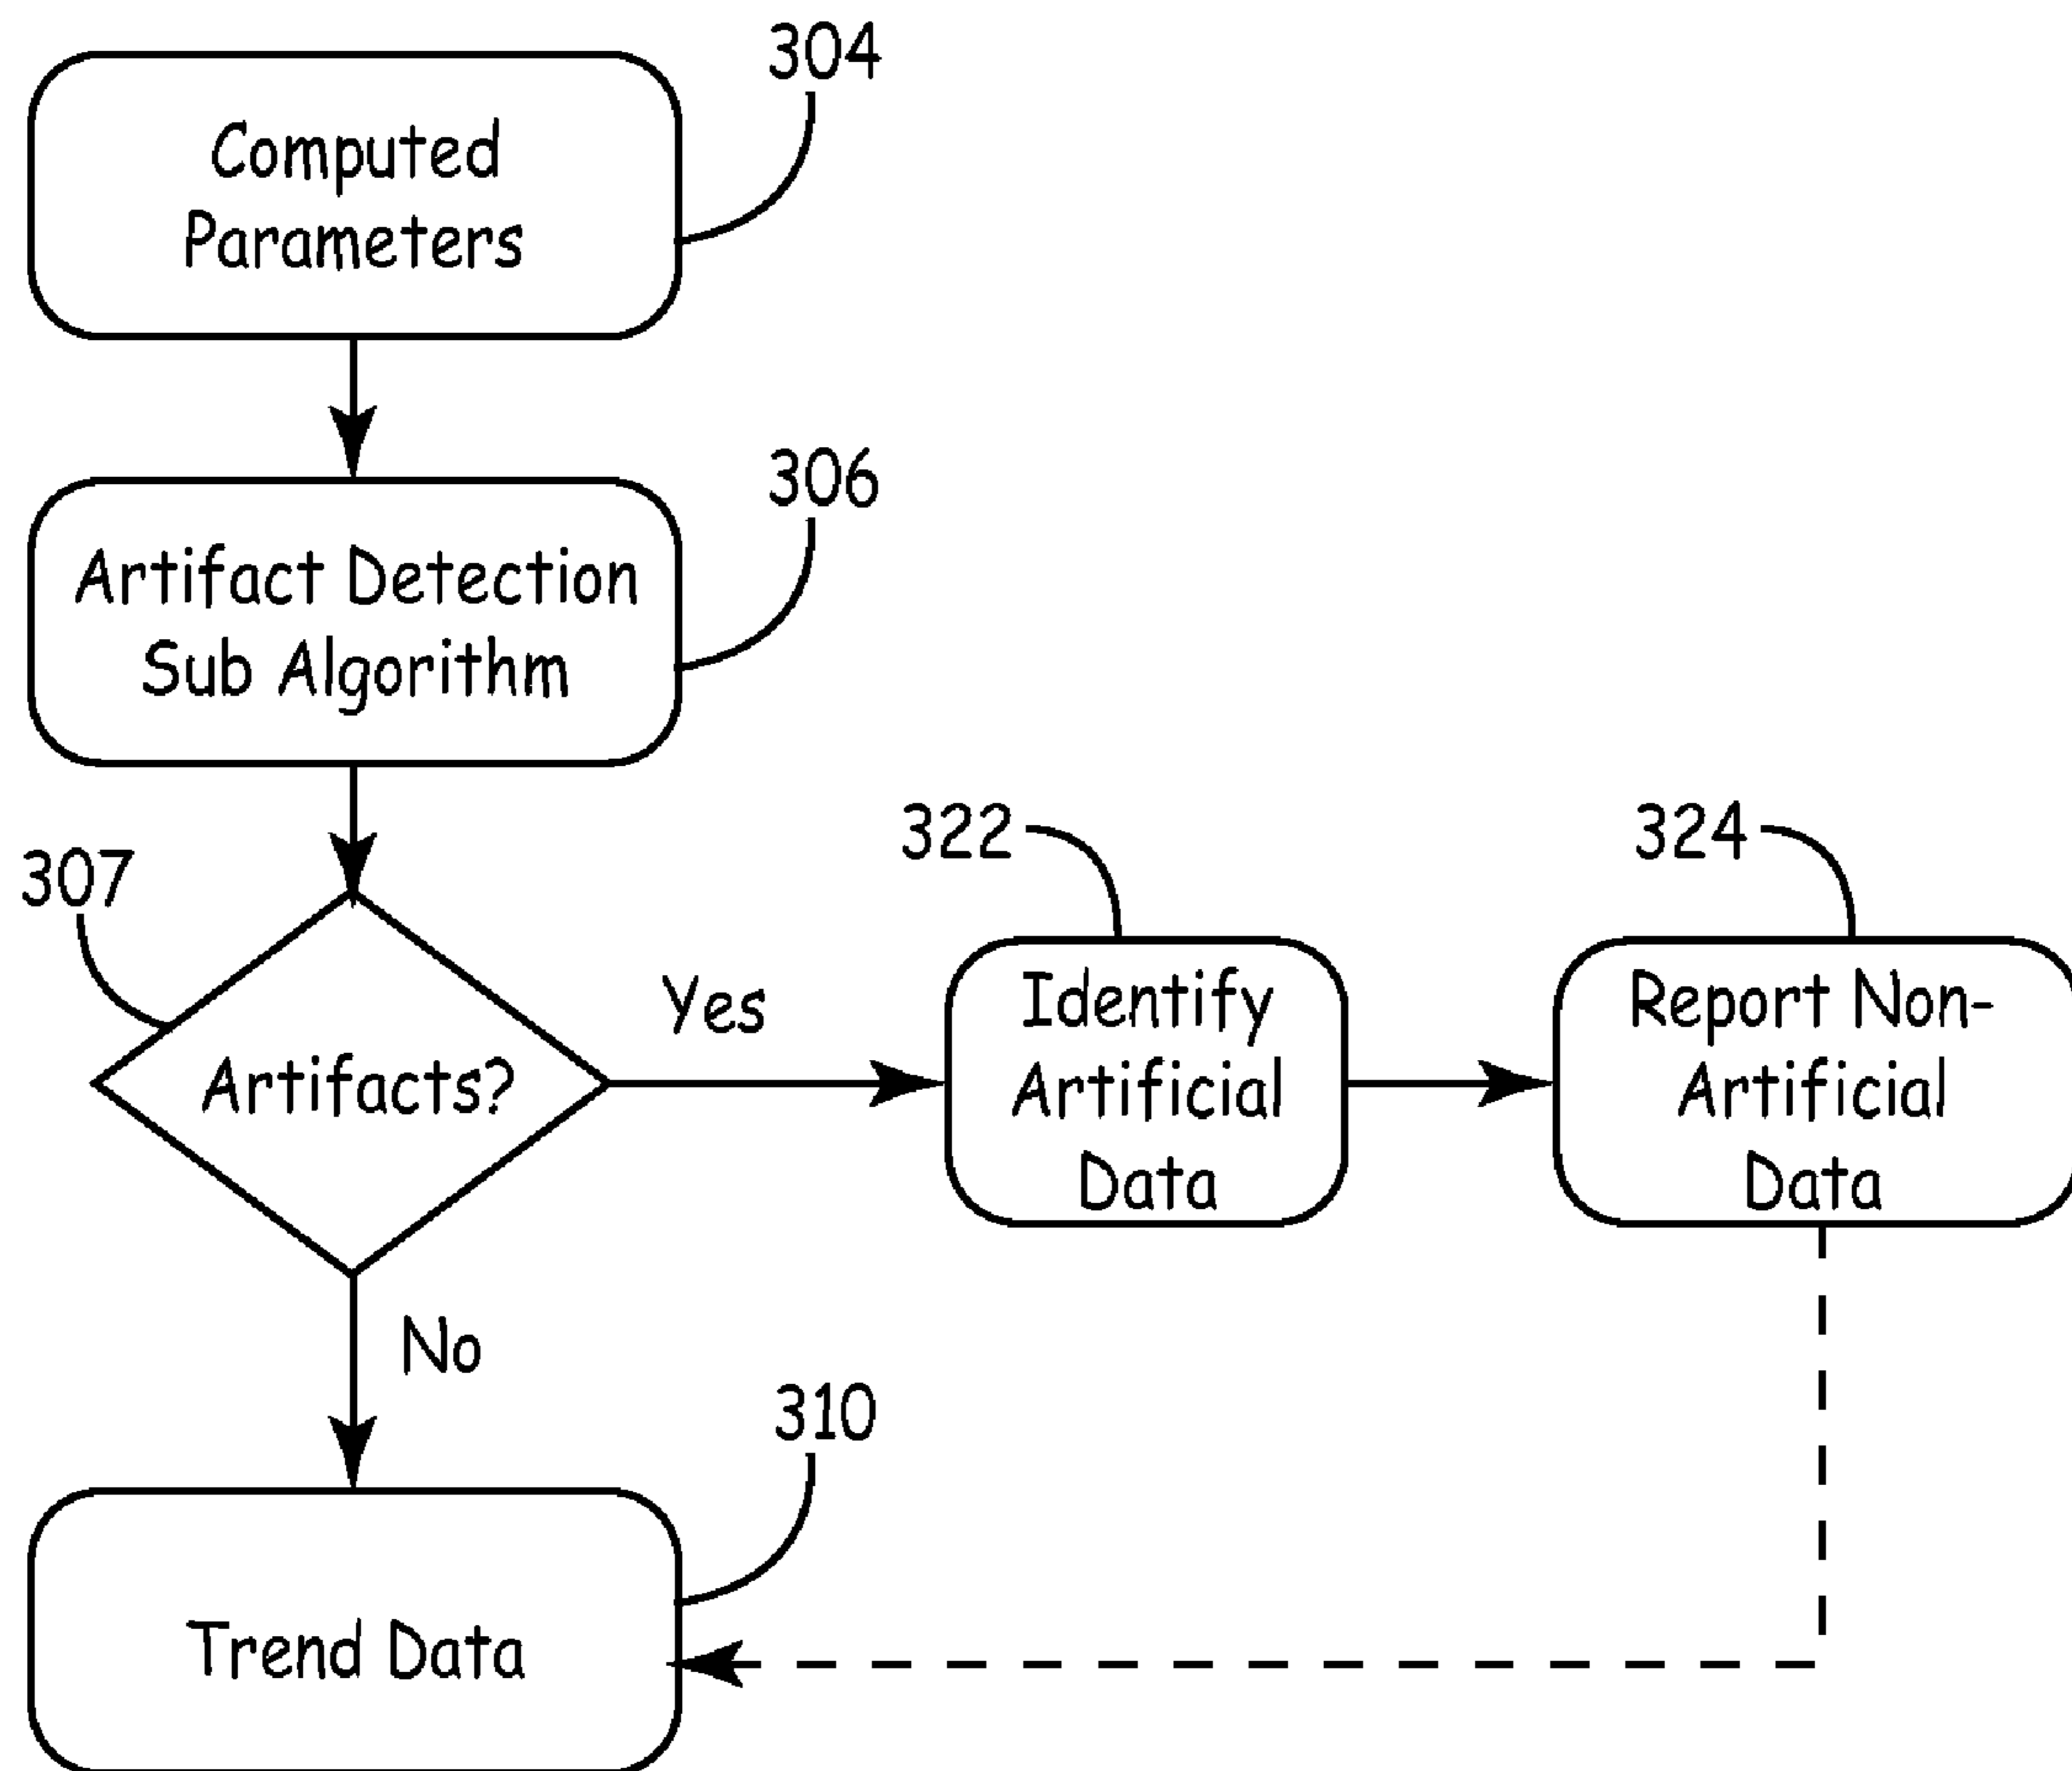 304
Computed
Parameters
306
Artifact Detection
Sub Algorithm
307
Artifacts?
Yes
322
Identify
Artificial
Data
324
Report Non-
Artificial
Data
No
310
Trend Data